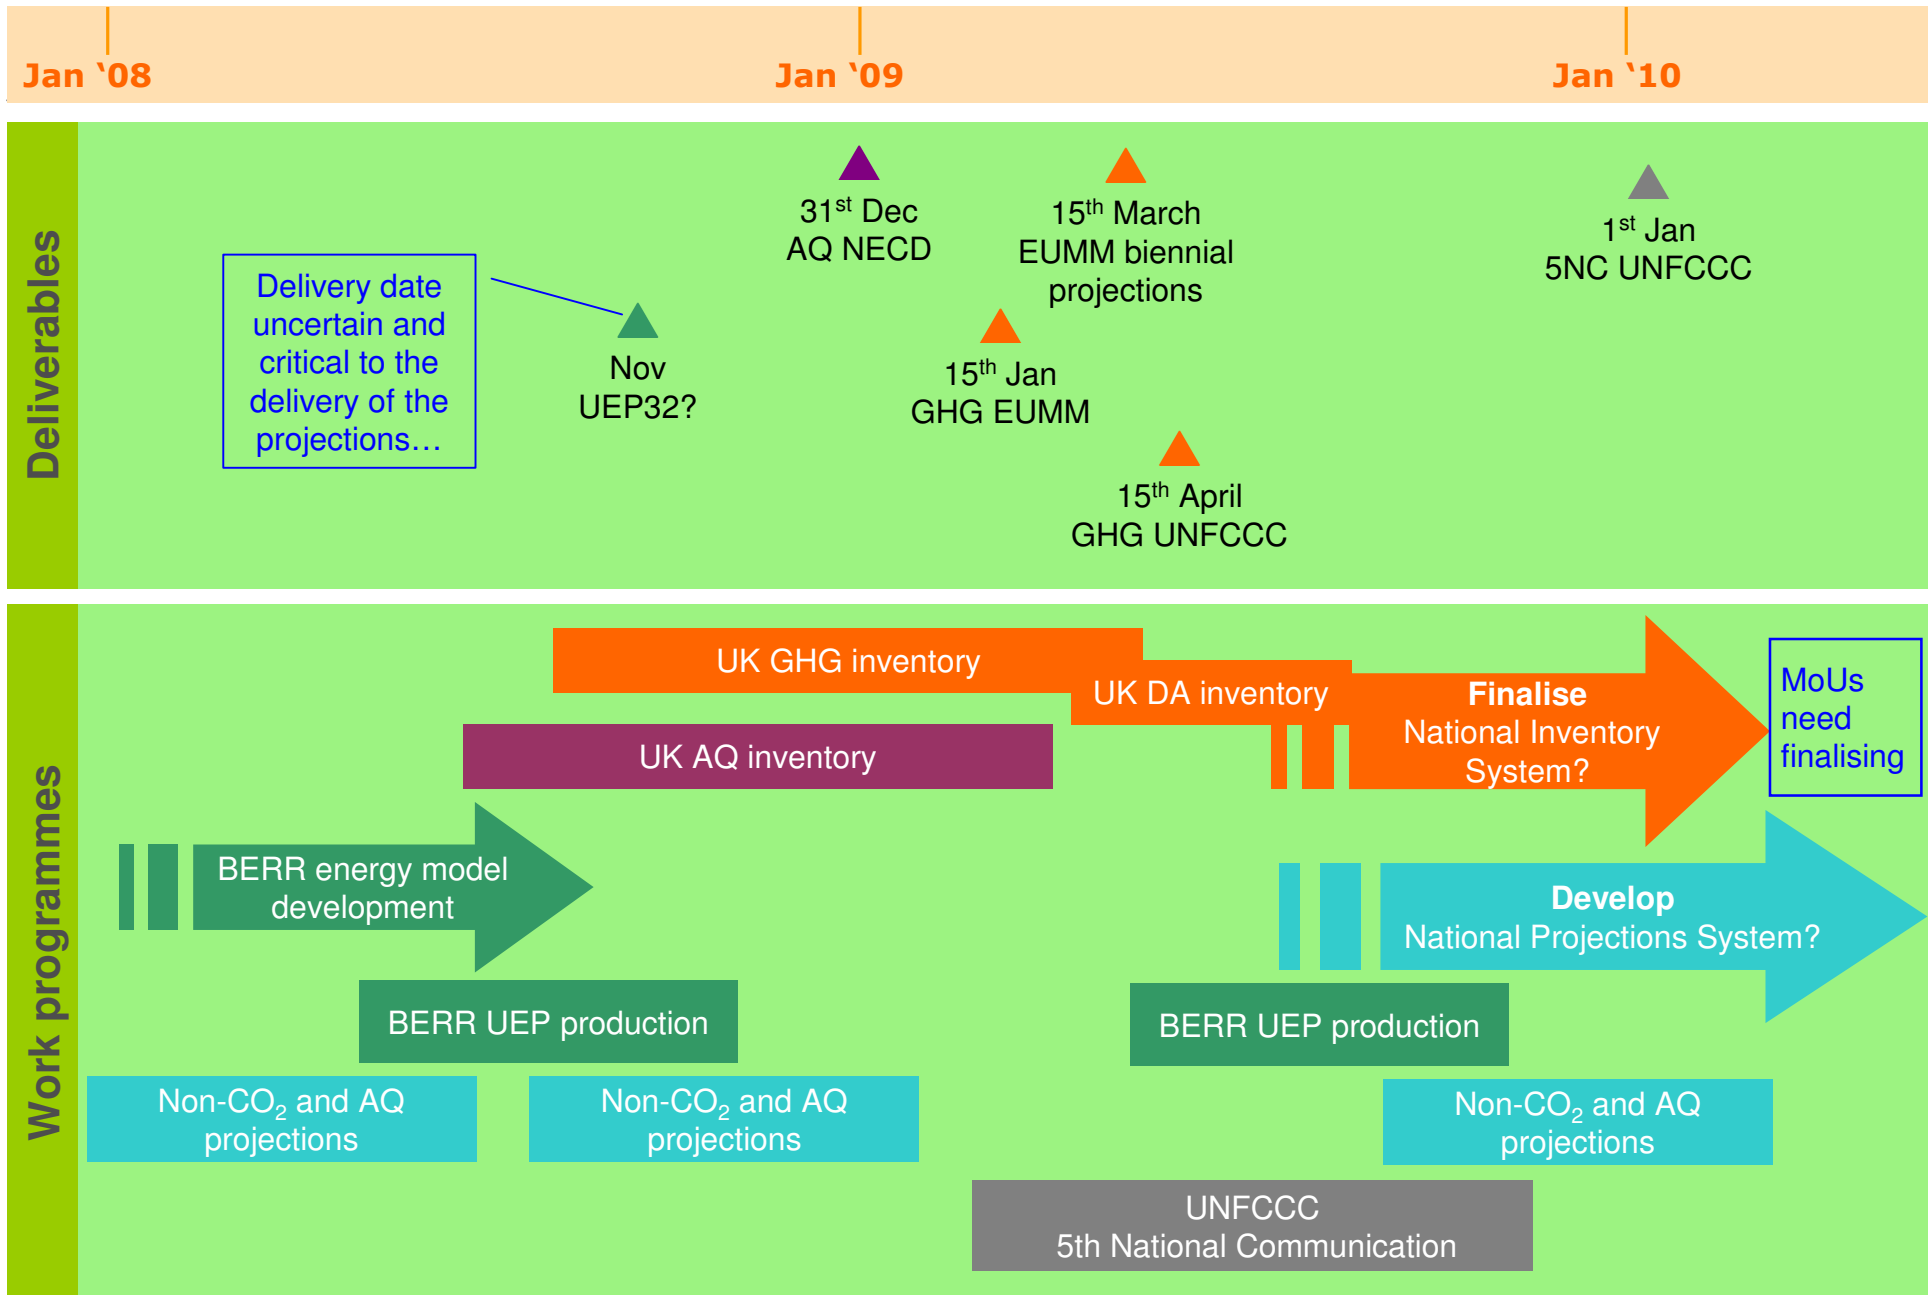 Jan ‘08
Jan ‘09
Jan ‘10
Deliverables
Delivery date
uncertain and
critical to the
delivery of the
projections…
Nov
UEP32?
31st Dec
AQ NECD
15th March
EUMM biennial
projections
15th Jan
GHG EUMM
15th April
GHG UNFCCC
1st Jan
5NC UNFCCC
Work programmes
UK GHG inventory
UK DA inventory
Finalise
National Inventory
System?
MoUs
need
finalising
UK AQ inventory
BERR energy model
development
Develop
National Projections System?
BERR UEP production
BERR UEP production
Non-CO₂ and AQ
projections
Non-CO₂ and AQ
projections
Non-CO₂ and AQ
projections
UNFCCC
5th National Communication